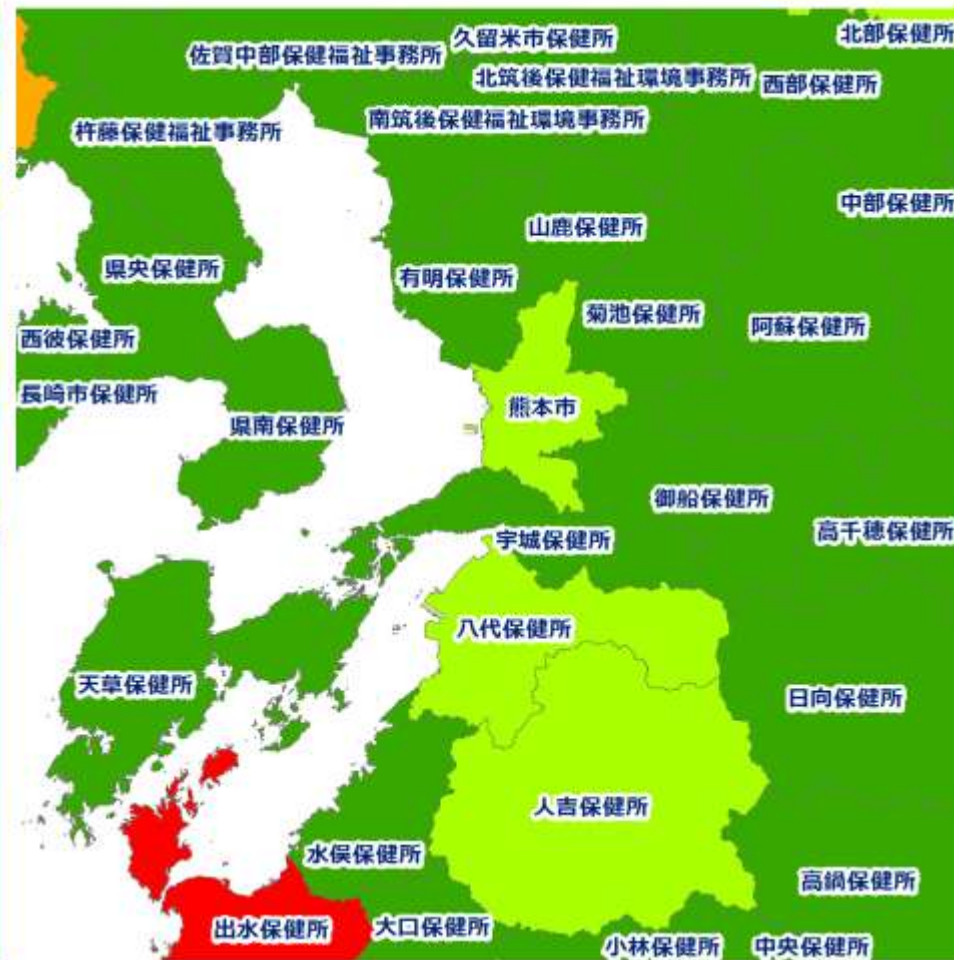 久留米市保健所
北部保健所
佐賀中部保健福祉事務所
北筑後保健福祉環境事務所
西部保健所
南筑後保健福祉環境事務所
杵藤保健福祉事務所
中部保健所
山鹿保健所
県央保健所
有明保健所
菊池保健所
阿蘇保健所
西彼保健所
長崎市保健所
熊本市
県南保健所
御船保健所
高千穂保健所
宇城保健所
八代保健所
天草保健所
日向保健所
人吉保健所
水俣保健所
高鍋保健所
出水保健所
大口保健所
小林保健所
中央保健所